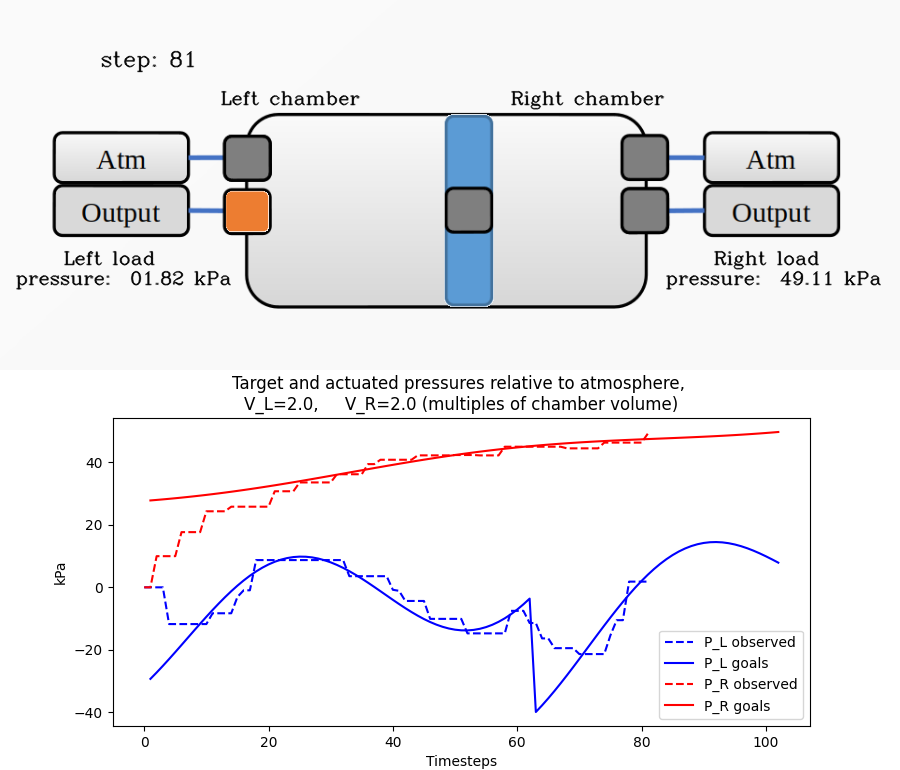 step: 81
Left chamber
Right chamber
Atm
Atm
Output
Output
Left load
pressure: 01.82 kPa
Right load
pressure: 49.11 kPa
Target and actuated pressures relative to atmosphere,
V_L=2.0, V_R=2.0 (multiples of chamber volume)
40
20
0
−20
−40
kPa
P_L observed
P_L goals
P_R observed
P_R goals
0 20 40 60 80 100
Timesteps